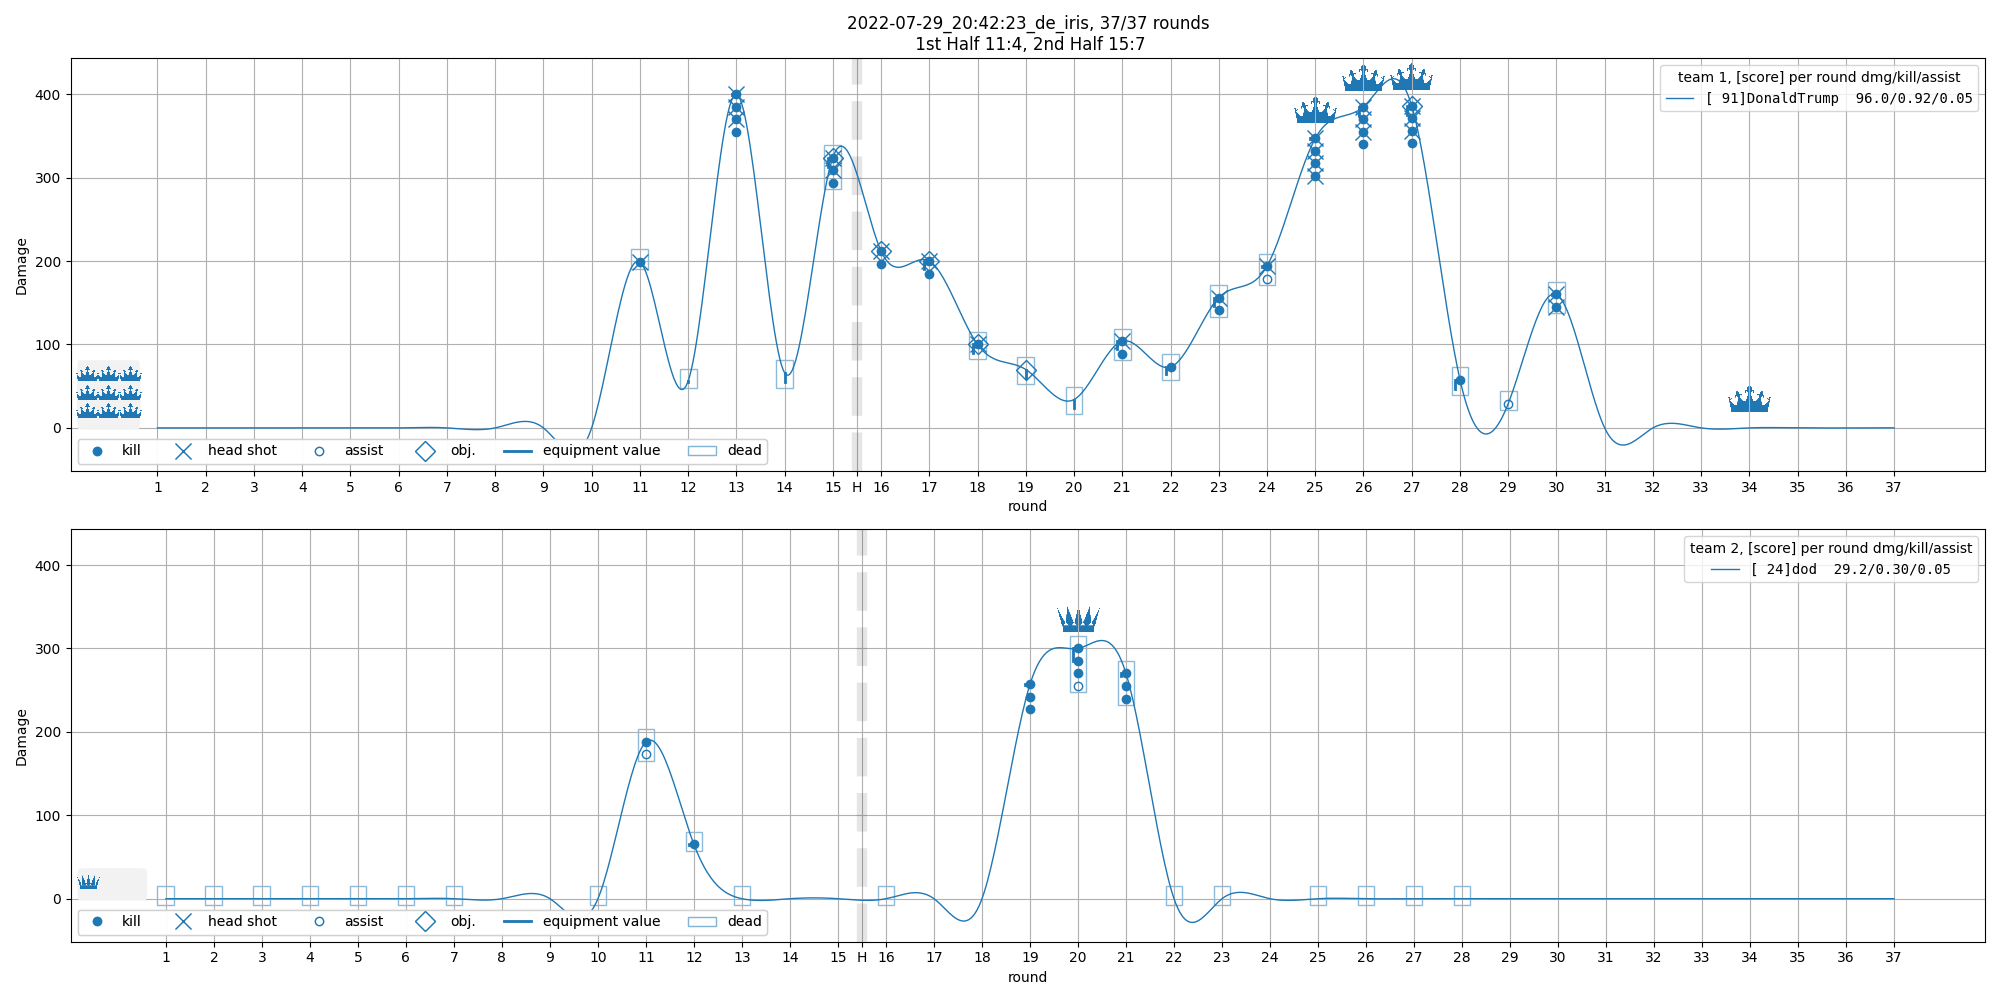 2022-07-29_20:42:23_de_iris, 37/37 rounds
1st Half 11:4, 2nd Half 15:7
team 1, [score] per round dmg/kill/assist
[ 91]DonaldTrump 96.0/0.92/0.05
Damage
400
300
200
100
0
kill head shot assist obj. equipment value dead
1 2 3 4 5 6 7 8 9 10 11 12 13 14 15 H 16 17 18 19 20 21 22 23 24 25 26 27 28 29 30 31 32 33 34 35 36 37
round
team 2, [score] per round dmg/kill/assist
[ 24]dod 29.2/0.30/0.05
Damage
400
300
200
100
0
kill head shot assist obj. equipment value dead
1 2 3 4 5 6 7 8 9 10 11 12 13 14 15 H 16 17 18 19 20 21 22 23 24 25 26 27 28 29 30 31 32 33 34 35 36 37
round